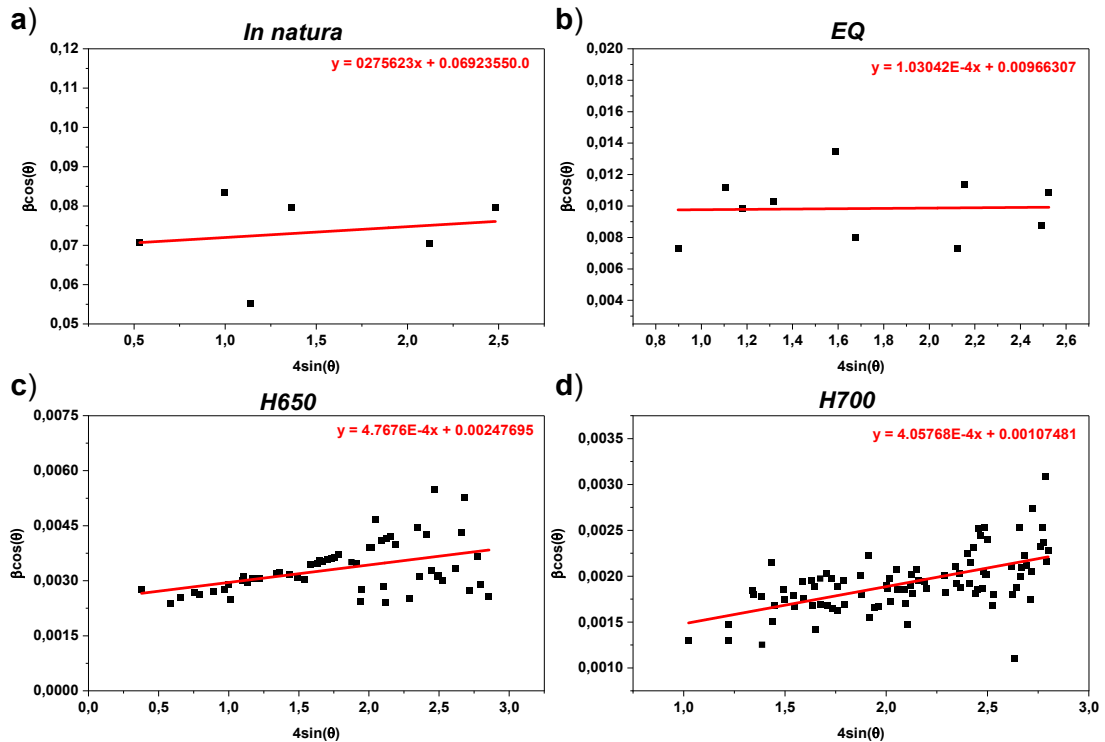 a)
In natura
y = 0275623x + 0.06923550.0
βcos(θ)
0,12
0,11
0,10
0,09
0,08
0,07
0,06
0,05
0,5
1,0
1,5
2,0
2,5
4sin(θ)
b)
EQ
y = 1.03042E-4x + 0.00966307
βcos(θ)
0,020
0,018
0,016
0,014
0,012
0,010
0,008
0,006
0,004
0,8
1,0
1,2
1,4
1,6
1,8
2,0
2,2
2,4
2,6
4sin(θ)
c)
H650
y = 4.7676E-4x + 0.00247695
βcos(θ)
0,0075
0,0060
0,0045
0,0030
0,0015
0,0000
0,0
0,5
1,0
1,5
2,0
2,5
3,0
4sin(θ)
d)
H700
y = 4.05768E-4x + 0.00107481
βcos(θ)
0,0035
0,0030
0,0025
0,0020
0,0015
0,0010
1,0
1,5
2,0
2,5
3,0
4sin(θ)